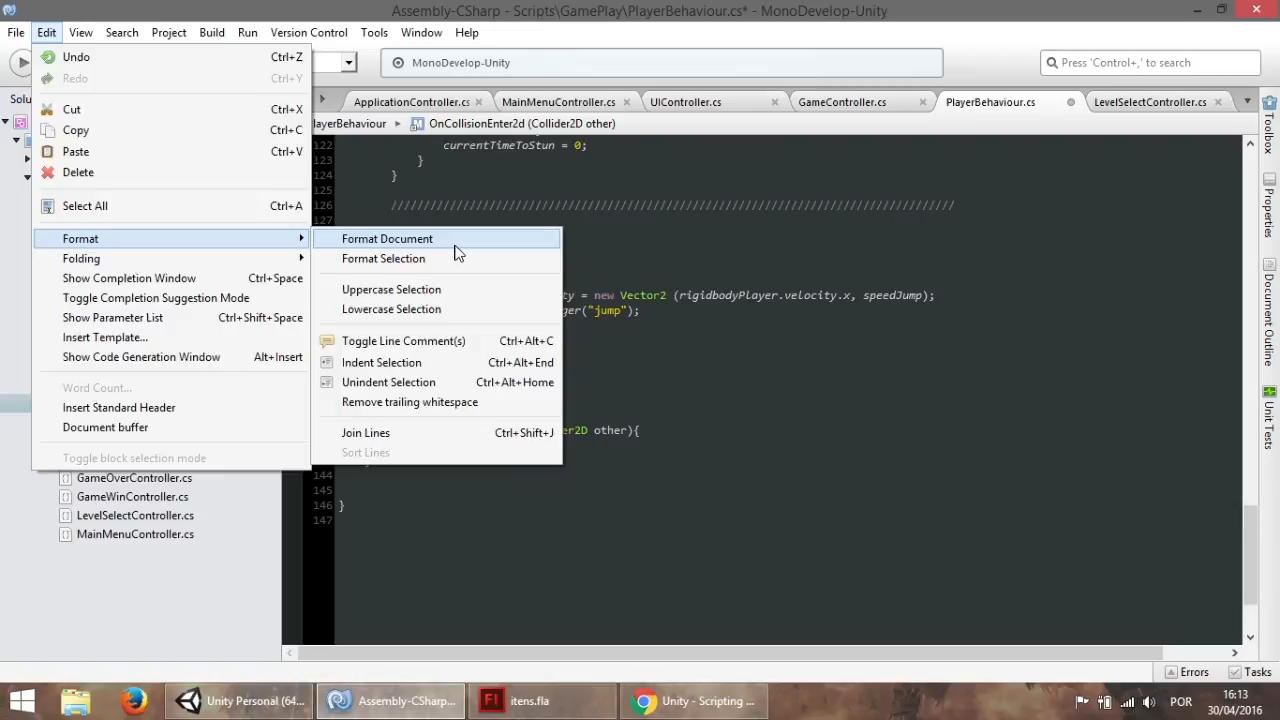 Assembly-CSharp - Scripts\GamePlay\PlayerBehaviour.cs* - MonoDevelop-Unity
File Edit View Search Project Build Run Version Control Tools Window Help
MonoDevelop-Unity
Press 'Control+,' to search
Undo Ctrl+Z
Redo Ctrl+Y
Cut Ctrl+X
Copy Ctrl+C
Paste Ctrl+V
Delete
Select All Ctrl+A
Format
Folding
Show Completion Window Ctrl+Space
Toggle Completion Suggestion Mode
Show Parameter List Ctrl+Shift+Space
Insert Template...
Show Code Generation Window Alt+Insert
Word Count...
Insert Standard Header
Document buffer
Toggle block selection mode
Format Document
Format Selection
Uppercase Selection
Lowercase Selection
Toggle Line Comment(s) Ctrl+Alt+C
Indent Selection Ctrl+Alt+End
Unindent Selection Ctrl+Alt+Home
Remove trailing whitespace
Join Lines Ctrl+Shift+J
Sort Lines
Solu
GameOverController.cs
GameWinController.cs
LevelSelectController.cs
MainMenuController.cs
ApplicationController.cs MainMenuController.cs UIController.cs GameController.cs PlayerBehaviour.cs LevelSelectController.cs
layerBehaviour OnCollisionEnter2d (Collider2D other)
122 currentTimeToStun = 0;
123 }
124 }
125
126 ///////////////////////////////////////////////////////////////////////////////////////
127
ty = new Vector2 (rigidbodyPlayer.velocity.x, speedJump);
ger("jump");
er2D other){
144
145
146 }
147
Toolbox
Properties
Document Outline
Unit Tests
Errors Tasks
Unity Personal (64... Assembly-CSharp... Fl itens.fla Unity - Scripting ...
POR
16:13
30/04/2016